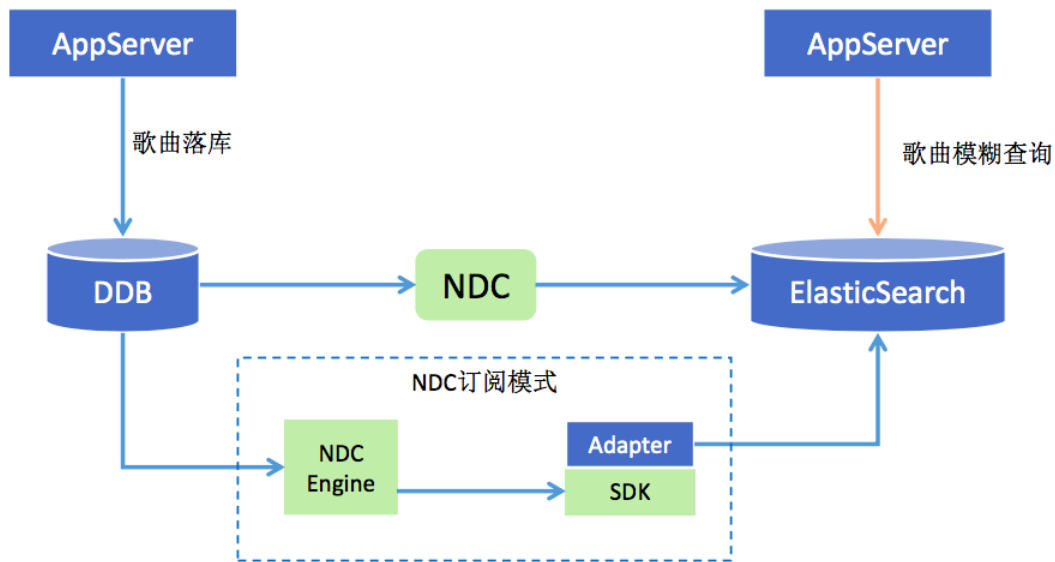 AppServer
AppServer
歌曲落库
歌曲模糊查询
DDB
NDC
ElasticSearch
NDC订阅模式
NDC
Engine
Adapter
SDK